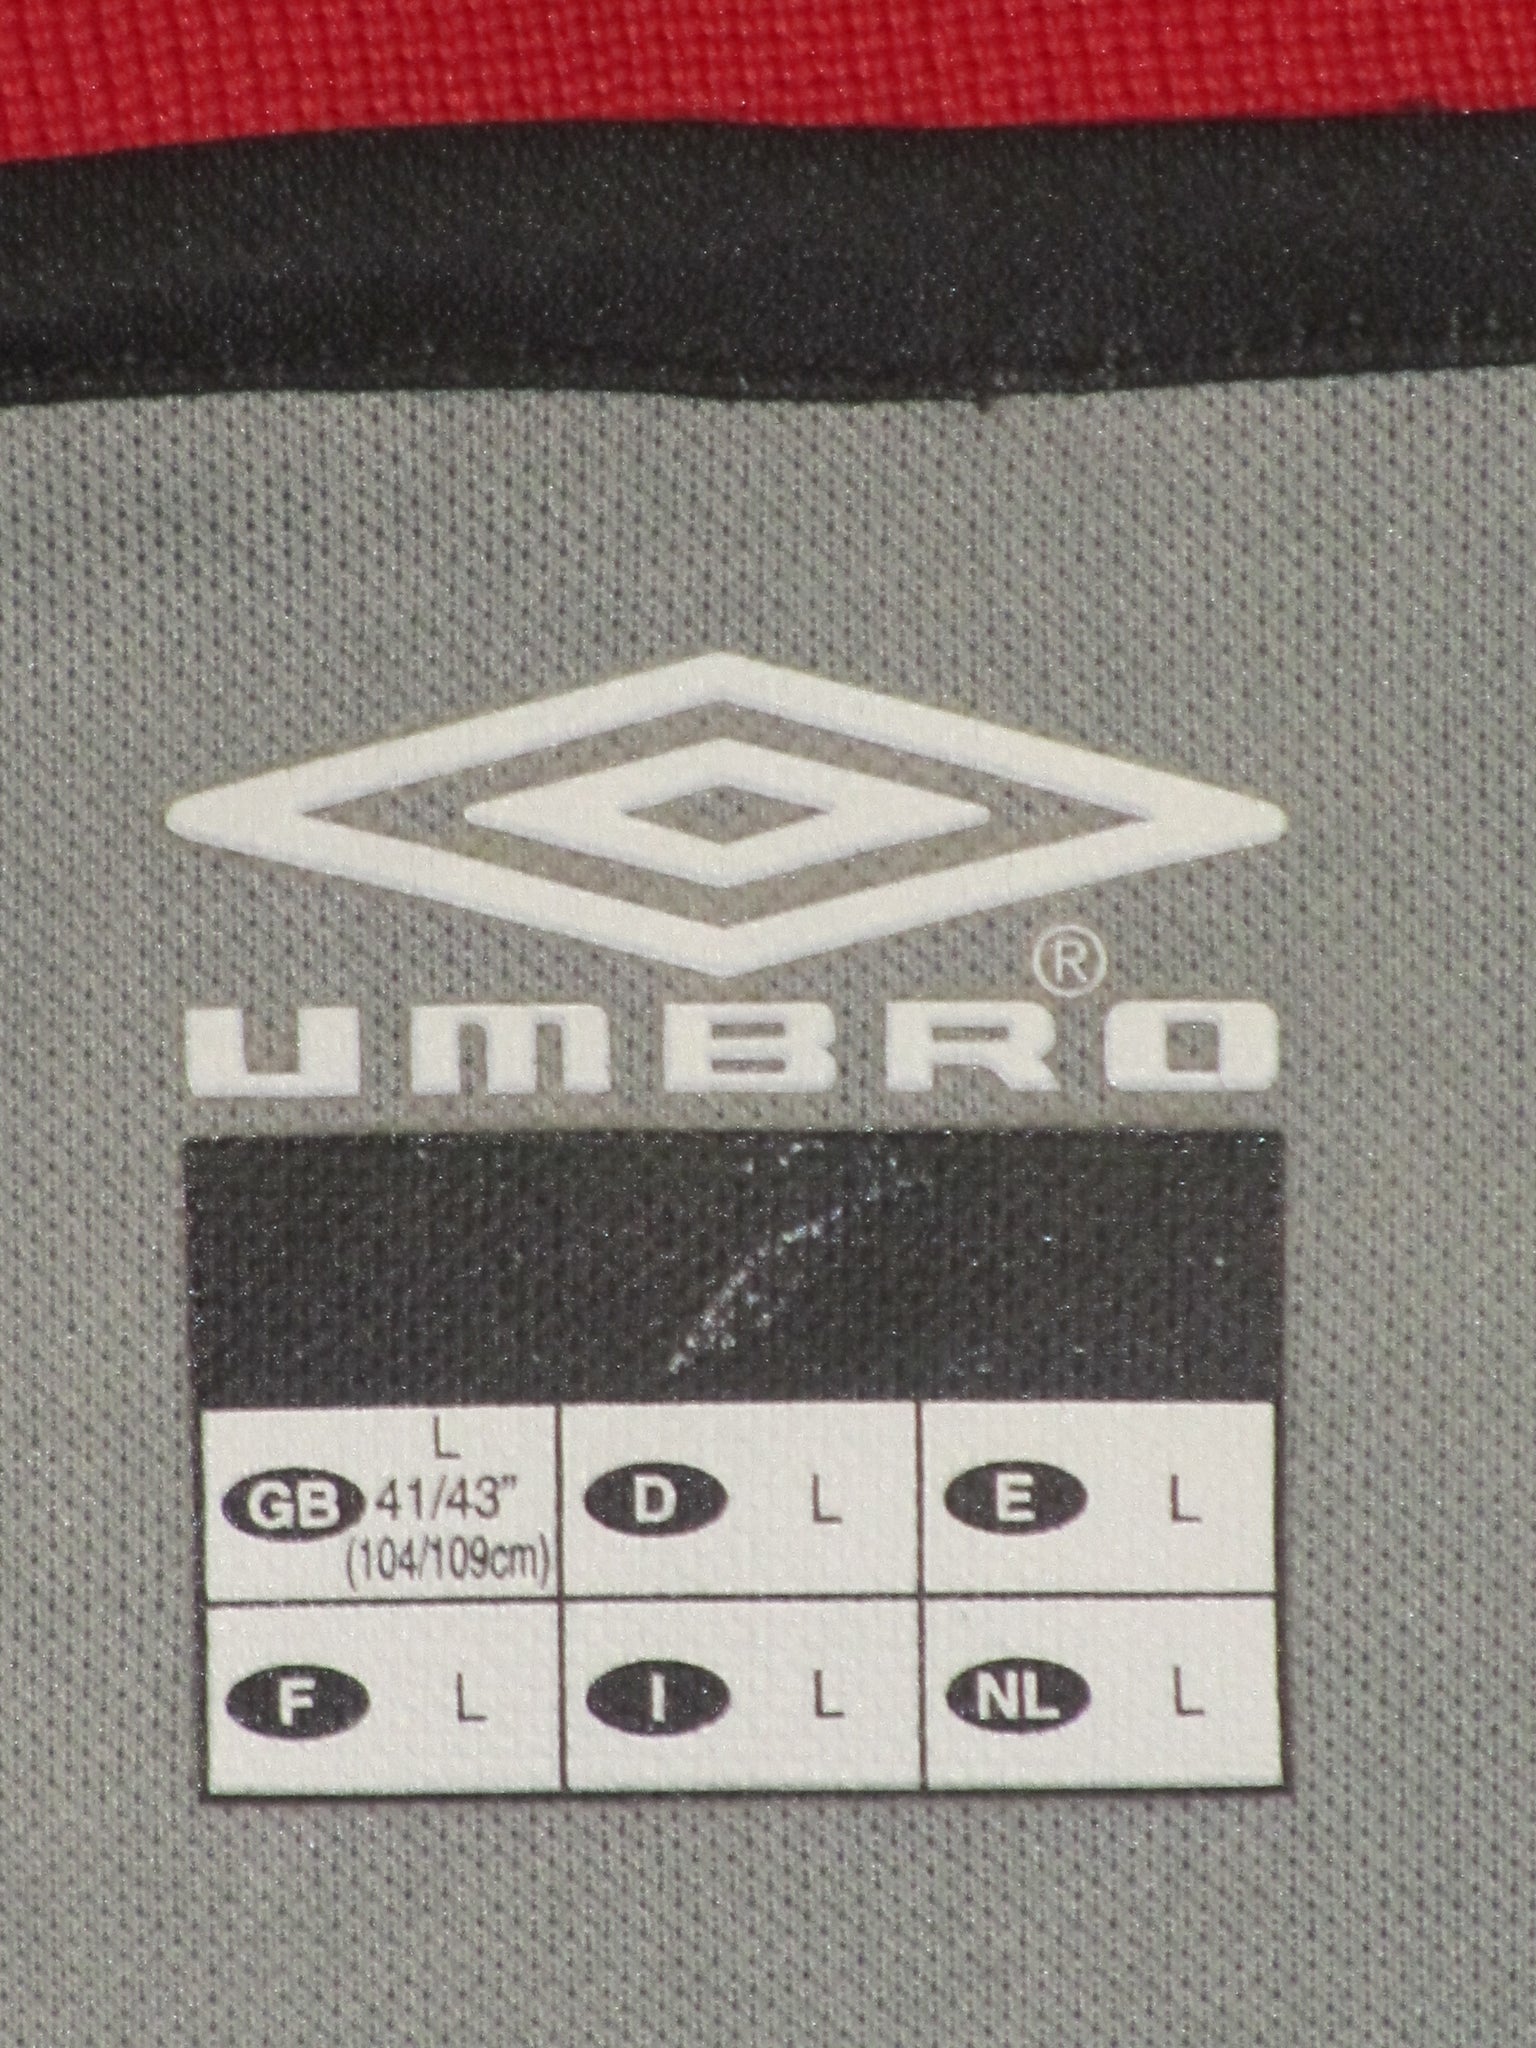 ®
UMBRO
GB L D L E L
41/43"
(104/109cm)
F L I L NL L